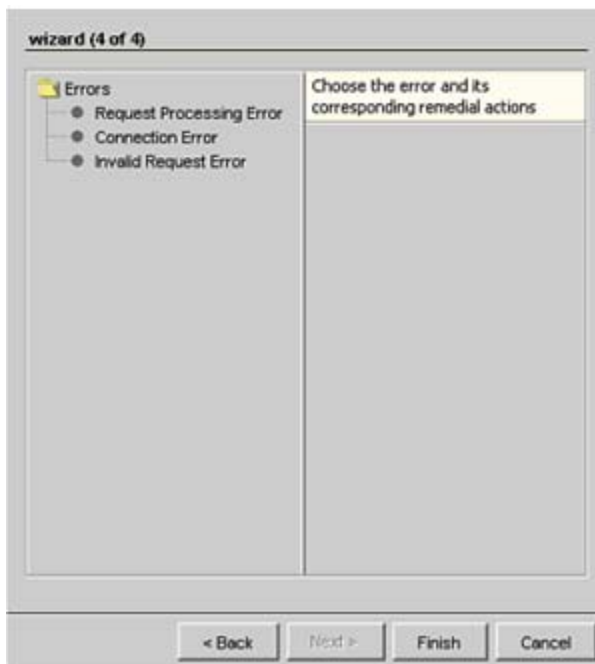 wizard (4 of 4)
Errors
Request Processing Error
Connection Error
Invalid Request Error
Choose the error and its
corresponding remedial actions
< Back
Next >
Finish
Cancel